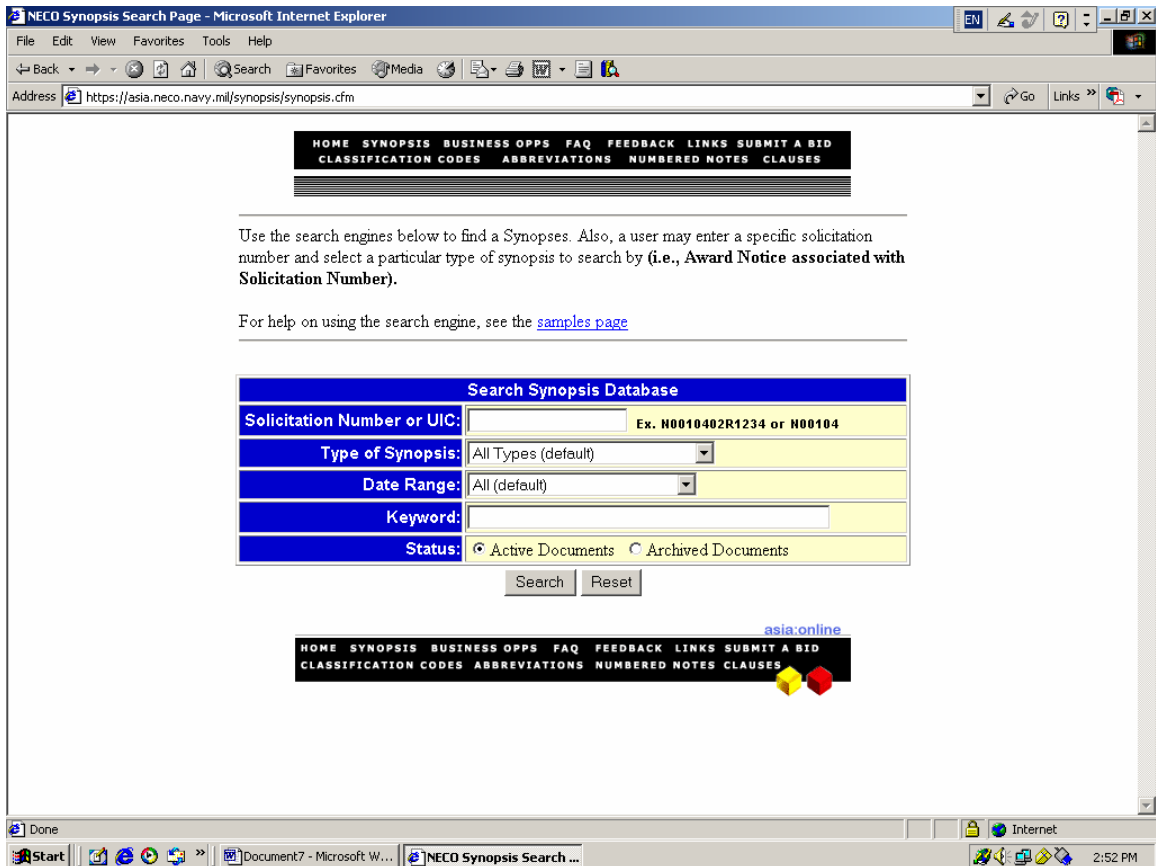 NECO Synopsis Search Page - Microsoft Internet Explorer
EN
File Edit View Favorites Tools Help
Back Search Favorites Media
Address https://asia.neco.navy.mil/synopsis/synopsis.cfm Go Links »
HOME SYNOPSIS BUSINESS OPPS FAQ FEEDBACK LINKS SUBMIT A BID
CLASSIFICATION CODES ABBREVIATIONS NUMBERED NOTES CLAUSES
Use the search engines below to find a Synopses. Also, a user may enter a specific solicitation
number and select a particular type of synopsis to search by (i.e., Award Notice associated with
Solicitation Number).
For help on using the search engine, see the samples page
Search Synopsis Database
Solicitation Number or UIC: Ex. N0010402R1234 or N00104
Type of Synopsis: All Types (default)
Date Range: All (default)
Keyword:
Status: Active Documents Archived Documents
Search Reset
asia:online
HOME SYNOPSIS BUSINESS OPPS FAQ FEEDBACK LINKS SUBMIT A BID
CLASSIFICATION CODES ABBREVIATIONS NUMBERED NOTES CLAUSES
Done Internet
Start » Document7 - Microsoft W... NECO Synopsis Search ... 2:52 PM